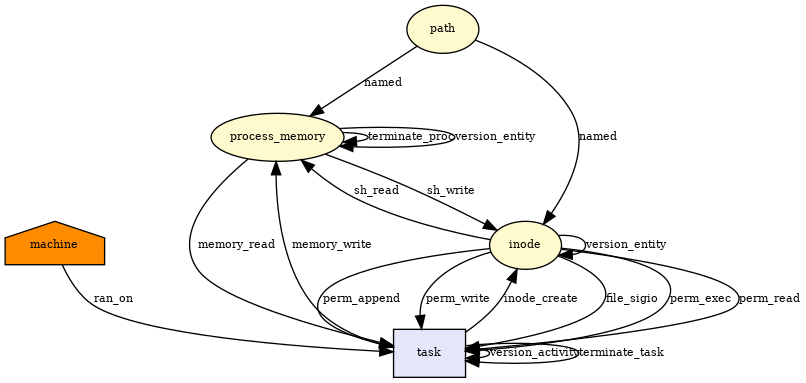 path
named
process_memory
terminate_proc
version_entity
named
sh_read
sh_write
machine
memory_read
memory_write
inode
version_entity
ran_on
perm_append
perm_write
inode_create
file_sigio
perm_exec
perm_read
task
version_activity
terminate_task